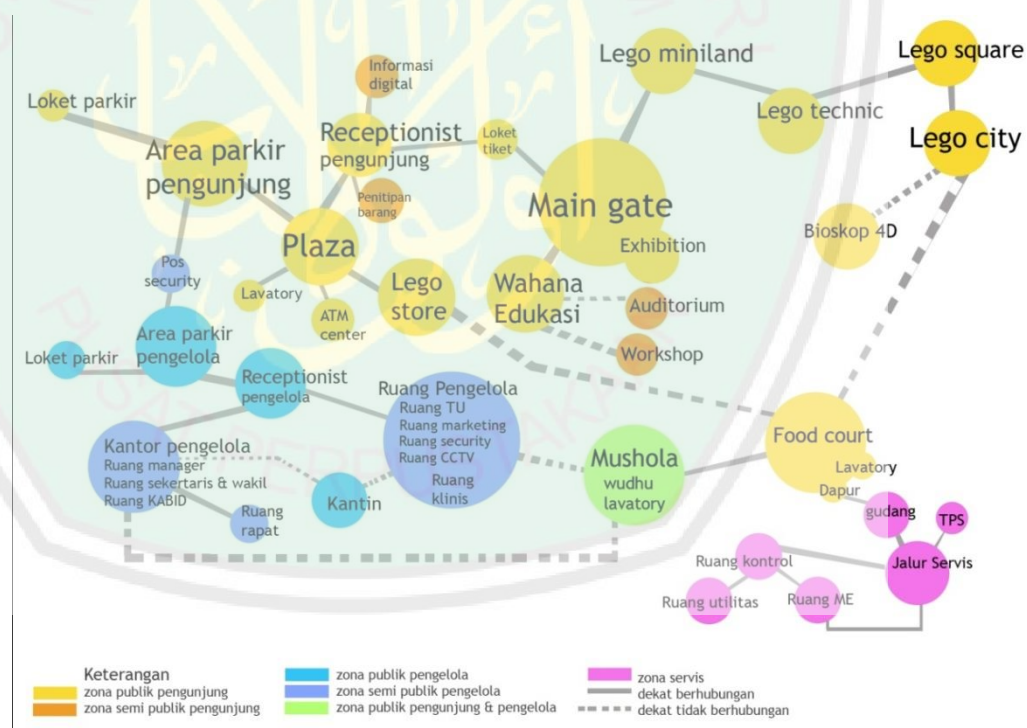 Lego miniland
Lego square
Informasi
digital
Loket parkir
Lego technic
Receptionist
pengunjung
Loket
tiket
Lego city
Area parkir
pengunjung
Penitipan
barang
Main gate
Bioskop 4D
Plaza
Exhibition
Pos
security
Lavatory
Lego
store
Wahana
Edukasi
ATM
center
Auditorium
Area parkir
pengelola
Loket parkir
Workshop
Receptionist
pengelola
Ruang Pengelola
Ruang TU
Ruang marketing
Ruang security
Ruang CCTV
Ruang
klinis
Kantor pengelola
Ruang manager
Ruang sekertaris & wakil
Ruang KABID
Mushola
wudhu
lavatory
Food court
Lavatory
Dapur
Kantin
Ruang
rapat
gudang
TPS
Ruang kontrol
Jalur Servis
Ruang utilitas
Ruang ME
Keterangan
zona publik pengunjung
zona semi publik pengunjung
zona publik pengelola
zona semi publik pengelola
zona publik pengunjung & pengelola
zona servis
dekat berhubungan
dekat tidak berhubungan